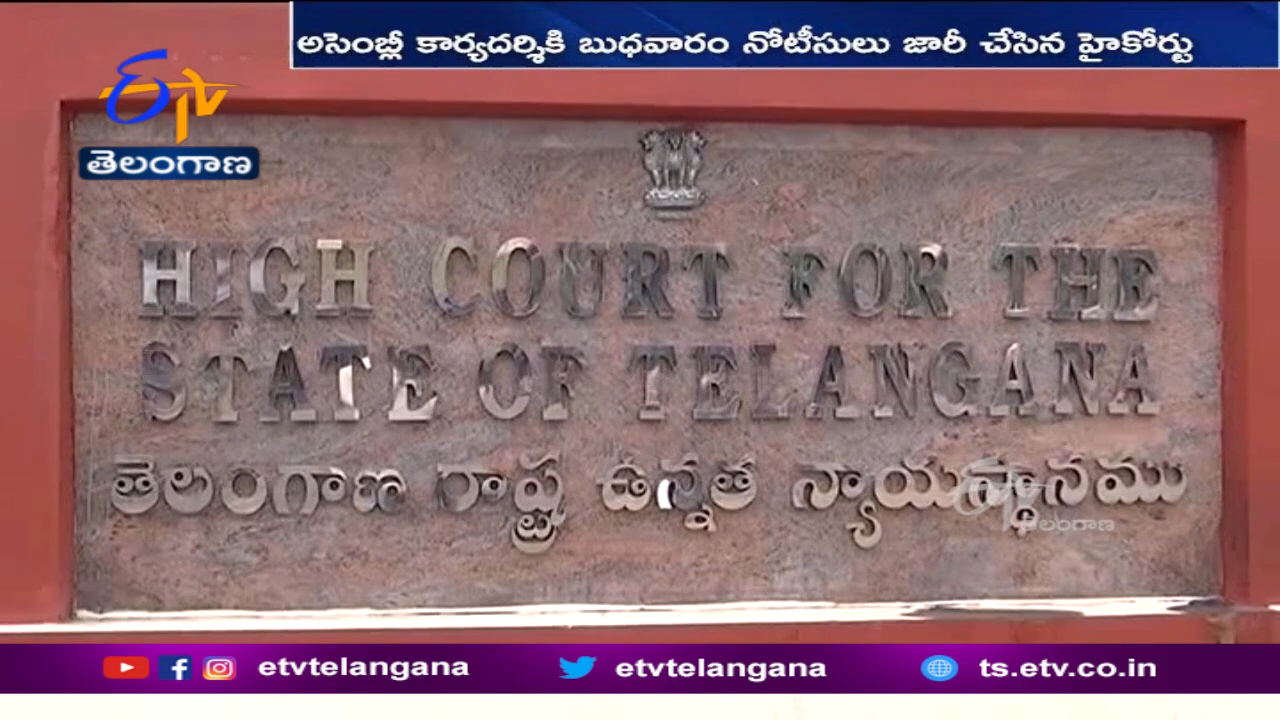 అసెంబ్లీ కార్యదర్శికి బుధవారం నోటీసులు జారీ చేసిన హైకోర్టు
ETV
తెలంగాణ
HIGH COURT FOR THE
STATE OF TELANGANA
తెలంగాణ రాష్ట్ర ఉన్నత న్యాయస్థానము
తెలంగాణ
etvtelangana
etvtelangana
ts.etv.co.in